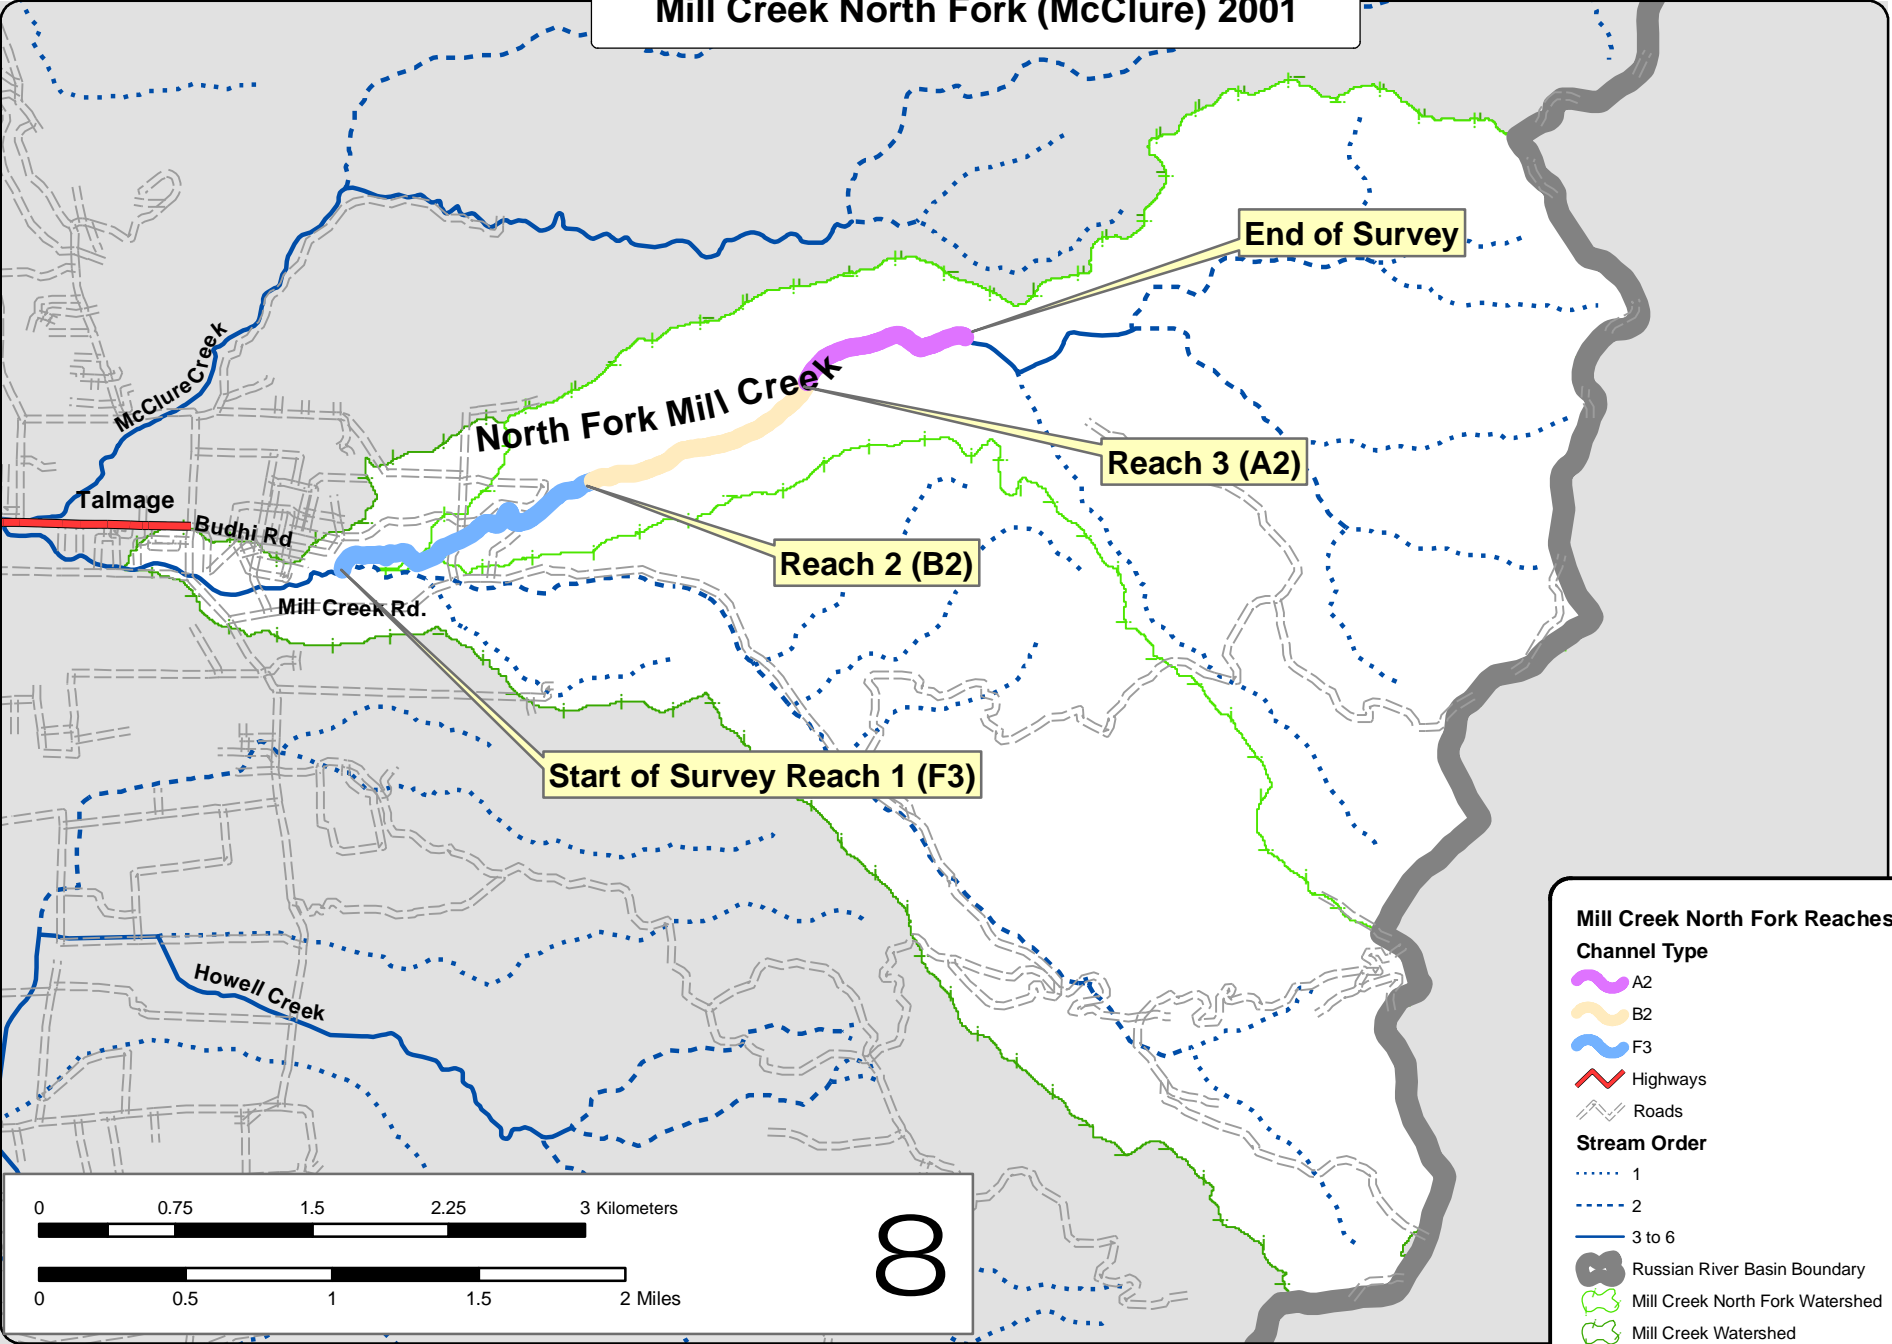 Mill Creek North Fork (McClure) 2001
End of Survey
McClure Creek
North Fork Mill Creek
Reach 3 (A2)
Talmage
Budhi Rd
Reach 2 (B2)
Mill Creek Rd.
Start of Survey Reach 1 (F3)
Howell Creek
Mill Creek North Fork Reaches
Channel Type
A2
B2
F3
Highways
Roads
Stream Order
1
2
3 to 6
Russian River Basin Boundary
Mill Creek North Fork Watershed
Mill Creek Watershed
0 0.75 1.5 2.25 3 Kilometers
0 0.5 1 1.5 2 Miles
8